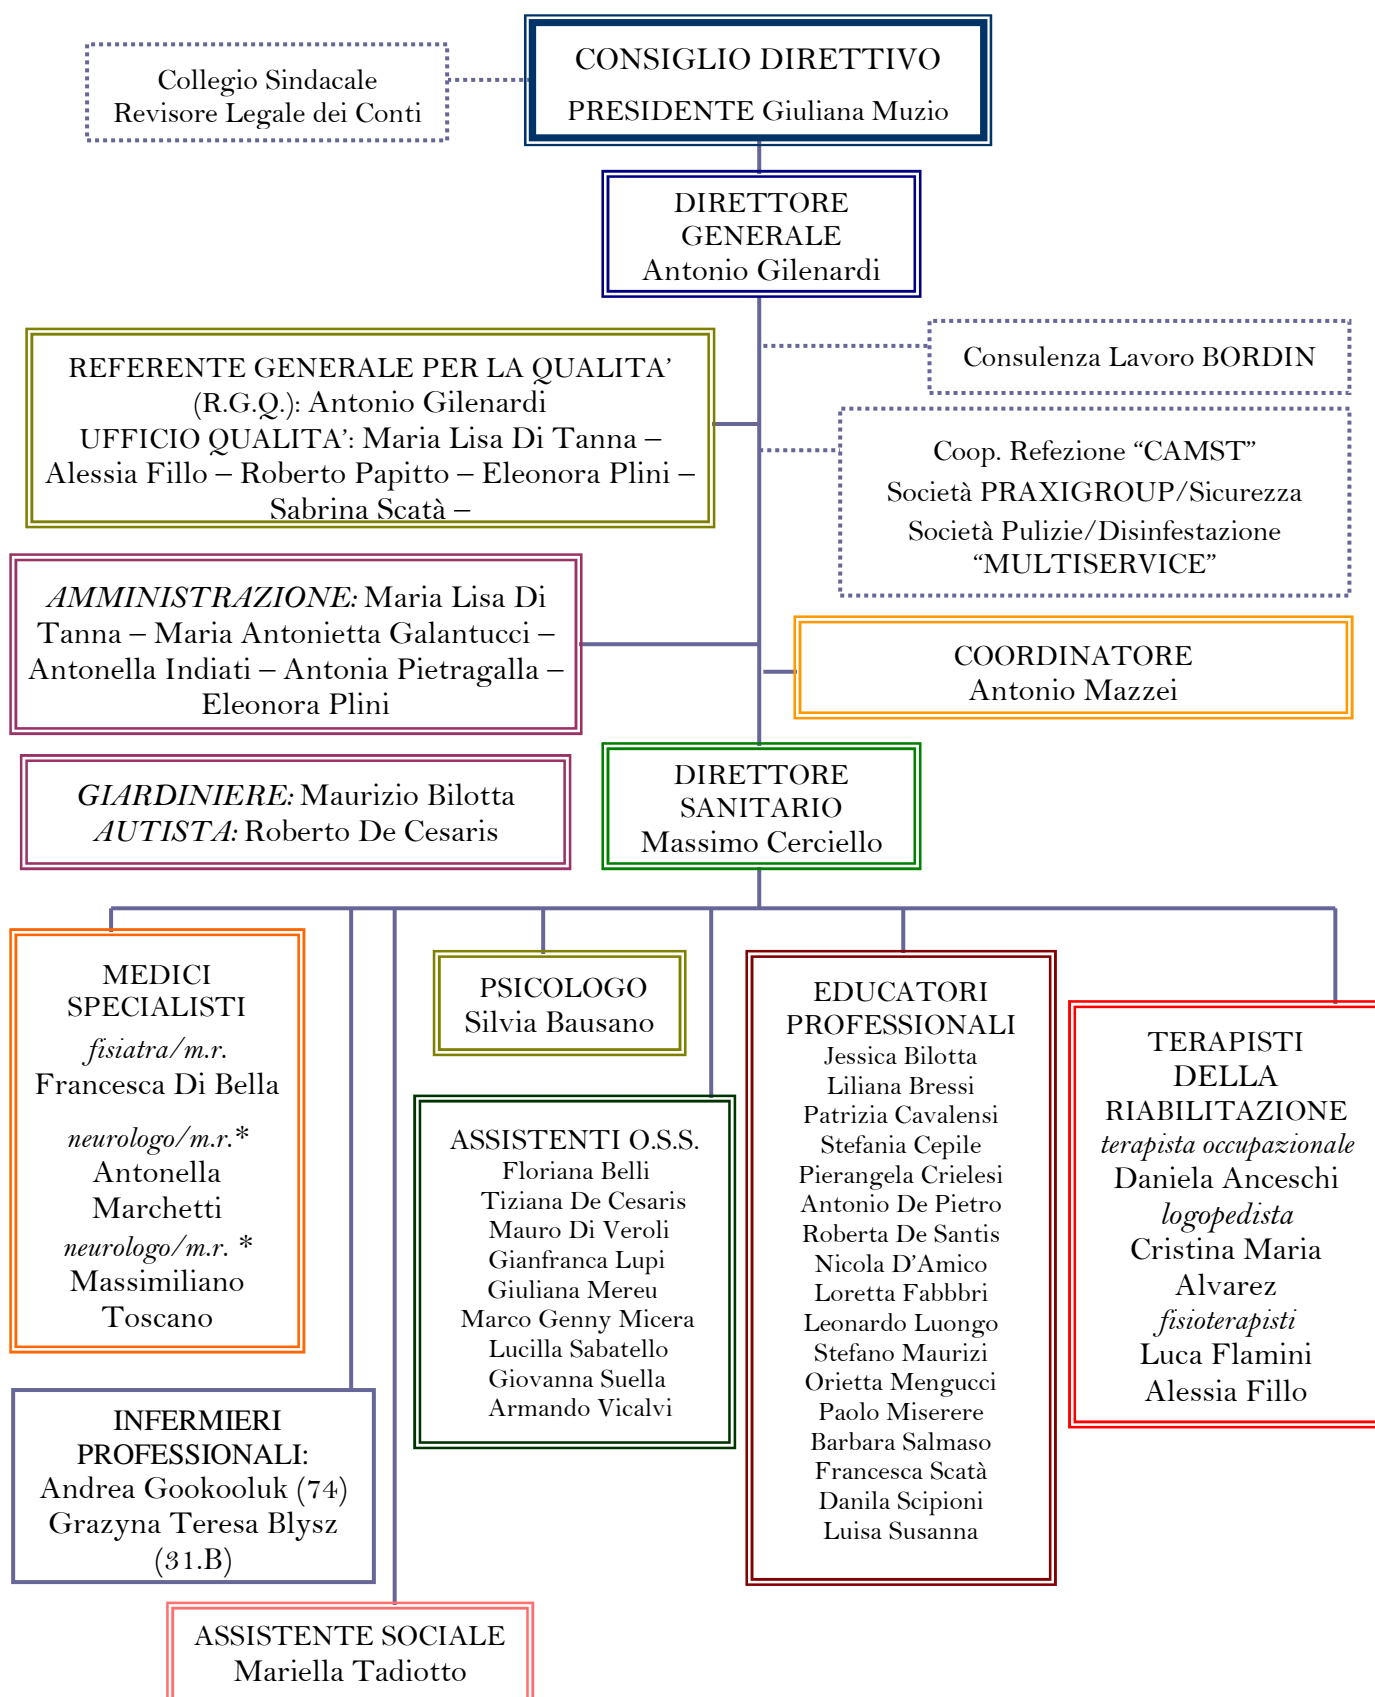 Collegio Sindacale
Revisore Legale dei Conti
CONSIGLIO DIRETTIVO
PRESIDENTE Giuliana Muzio
DIRETTORE
GENERALE
Antonio Gilenardi
REFERENTE GENERALE PER LA QUALITA’
(R.G.Q.): Antonio Gilenardi
UFFICIO QUALITA’: Maria Lisa Di Tanna –
Alessia Fillo – Roberto Papitto – Eleonora Plini –
Sabrina Scatà –
Consulenza Lavoro BORDIN
Coop. Refezione “CAMST”
Società PRAXIGROUP/Sicurezza
Società Pulizie/Disinfestazione
“MULTISERVICE”
AMMINISTRAZIONE: Maria Lisa Di
Tanna – Maria Antonietta Galantucci –
Antonella Indiati – Antonia Pietragalla –
Eleonora Plini
COORDINATORE
Antonio Mazzei
GIARDINIERE: Maurizio Bilotta
AUTISTA: Roberto De Cesaris
DIRETTORE
SANITARIO
Massimo Cerciello
MEDICI
SPECIALISTI
fisiatra/m.r.
Francesca Di Bella
neurologo/m.r.*
Antonella
Marchetti
neurologo/m.r. *
Massimiliano
Toscano
INFERMIERI
PROFESSIONALI:
Andrea Gookooluk (74)
Grazyna Teresa Blysz
(31.B)
ASSISTENTE SOCIALE
Mariella Tadiotto
PSICOLOGO
Silvia Bausano
ASSISTENTI O.S.S.
Floriana Belli
Tiziana De Cesaris
Mauro Di Veroli
Gianfranca Lupi
Giuliana Mereu
Marco Genny Micera
Lucilla Sabatello
Giovanna Suella
Armando Vicalvi
EDUCATORI
PROFESSIONALI
Jessica Bilotta
Liliana Bressi
Patrizia Cavalensi
Stefania Cepile
Pierangela Crielesi
Antonio De Pietro
Roberta De Santis
Nicola D’Amico
Loretta Fabbbri
Leonardo Luongo
Stefano Maurizi
Orietta Mengucci
Paolo Miserere
Barbara Salmaso
Francesca Scatà
Danila Scipioni
Luisa Susanna
TERAPISTI
DELLA
RIABILITAZIONE
terapista occupazionale
Daniela Anceschi
logopedista
Cristina Maria
Alvarez
fisioterapisti
Luca Flamini
Alessia Fillo